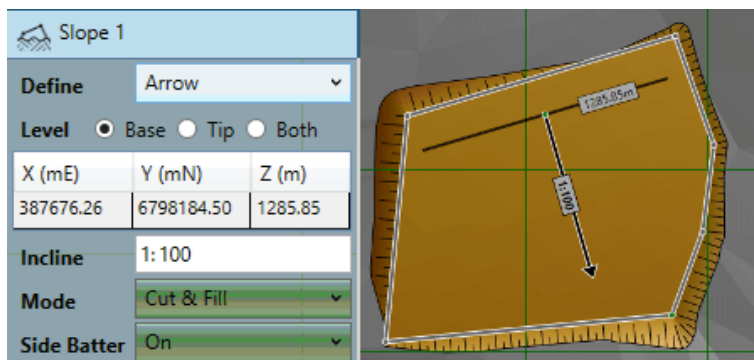 Slope 1
Define Arrow
Level Base Tip Both
X (mE) Y (mN) Z (m)
387676.26 6798184.50 1285.85
Incline 1: 100
Mode Cut & Fill
Side Batter On
1285.85m
1:100